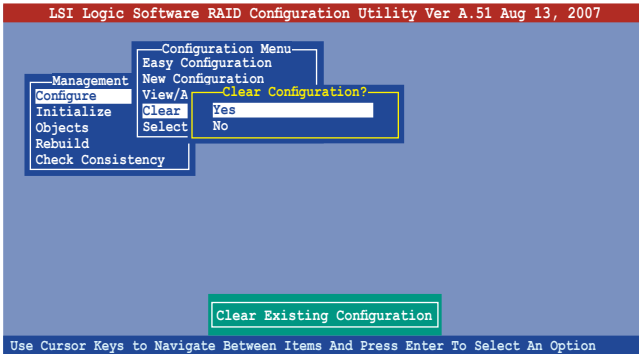 LSI Logic Software RAID Configuration Utility Ver A.51 Aug 13, 2007
Configuration Menu
Easy Configuration
New Configuration
View/A
Clear
Select
Management
Configure
Initialize
Objects
Rebuild
Check Consistency
Clear Configuration?
Yes
No
Clear Existing Configuration
Use Cursor Keys to Navigate Between Items And Press Enter To Select An Option